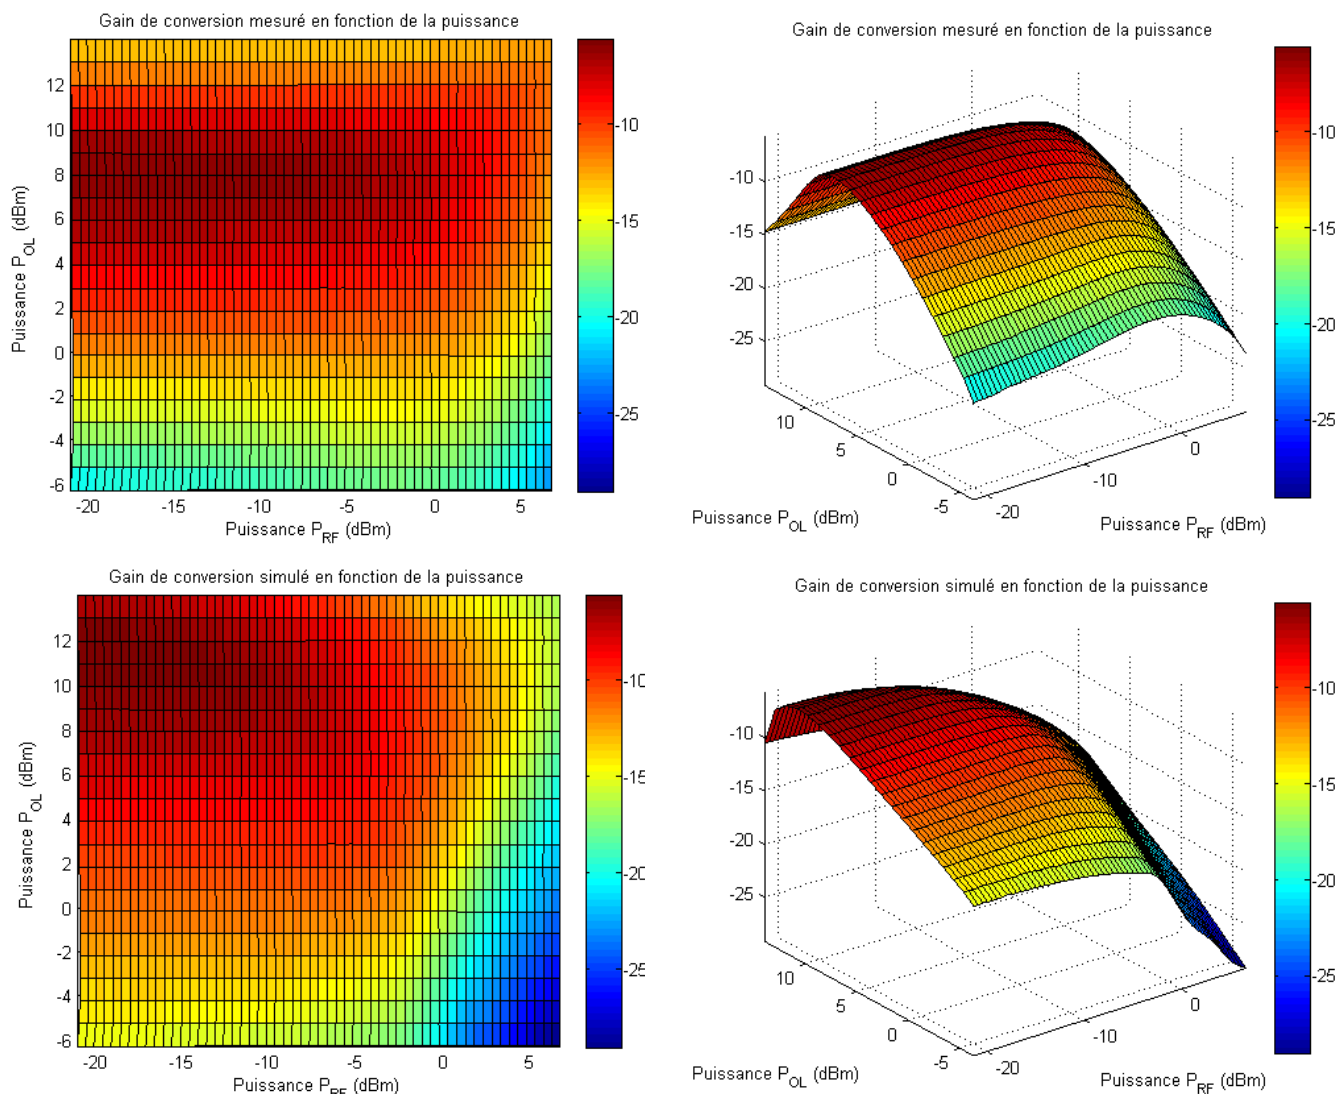 Gain de conversion mesuré en fonction de la puissance
12
10
8
6
4
2
0
-2
-4
-6
Puissance P_OL (dBm)
-20 -15 -10 -5 0 5
Puissance P_RF (dBm)
-10
-15
-20
-25
Gain de conversion mesuré en fonction de la puissance
-10
-15
-20
-25
10 5 0 -5
Puissance P_OL (dBm)
-20 -10 0
Puissance P_RF (dBm)
-10
-15
-20
-25
Gain de conversion simulé en fonction de la puissance
12
10
8
6
4
2
0
-2
-4
-6
Puissance P_OL (dBm)
-20 -15 -10 -5 0 5
Puissance P_RF (dBm)
-10
-15
-20
-25
Gain de conversion simulé en fonction de la puissance
-10
-15
-20
-25
10 5 0 -5
Puissance P_OL (dBm)
-20 -10 0
Puissance P_RF (dBm)
-10
-15
-20
-25